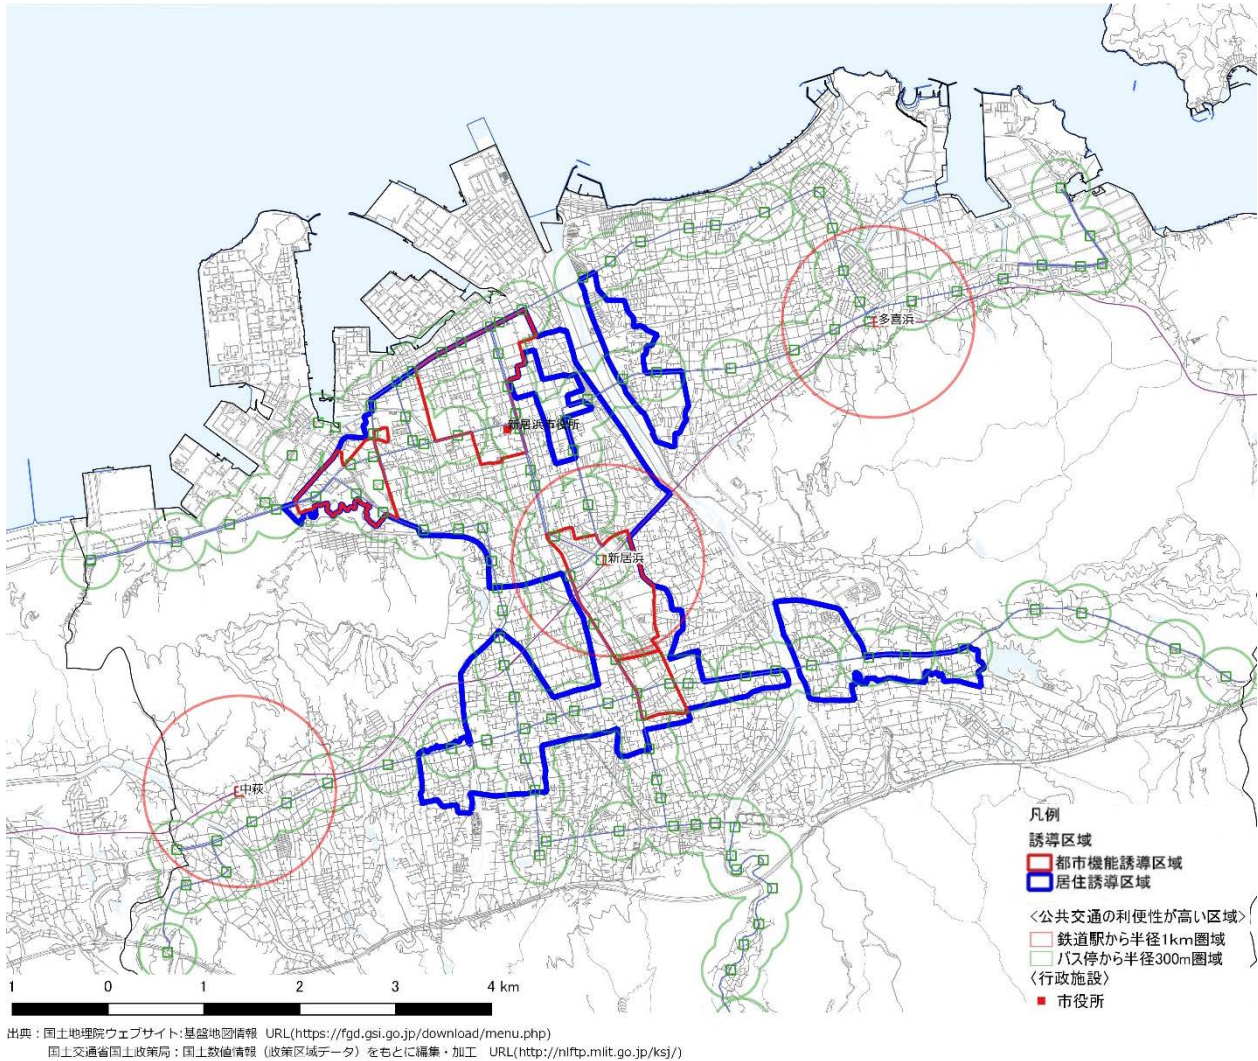 多喜浜
新居浜市役所
新居浜
中萩
凡例
誘導区域
都市機能誘導区域
居住誘導区域
<公共交通の利便性が高い区域>
鉄道駅から半径1km圏域
バス停から半径300m圏域
<行政施設>
市役所
1 0 1 2 3 4 km
出典：国土地理院ウェブサイト:基盤地図情報 URL(https://fgd.gsi.go.jp/download/menu.php)
国土交通省国土政策局：国土数値情報（政策区域データ）をもとに編集・加工 URL(http://nlftp.mlit.go.jp/ksj/)